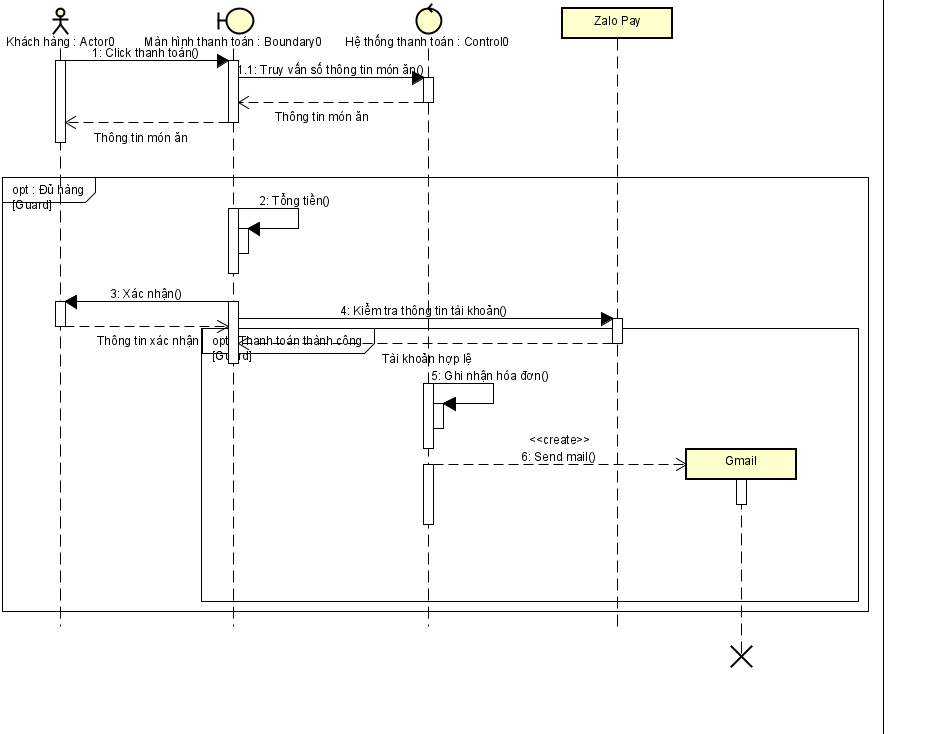 Zalo Pay
Khách hàng : Actor0
Màn hình thanh toán : Boundary0
Hệ thống thanh toán : Control0
1: Click thanh toán()
1.1: Truy vấn số thông tin món ăn()
Thông tin món ăn
Thông tin món ăn
opt : Đủ hàng
[Guard]
2: Tổng tiền()
3: Xác nhận()
4: Kiểm tra thông tin tài khoản()
Thông tin xác nhận
opt : Thanh toán thành công
[Guard]
Tài khoản hợp lệ
5: Ghi nhận hóa đơn()
<<create>>
6: Send mail()
Gmail